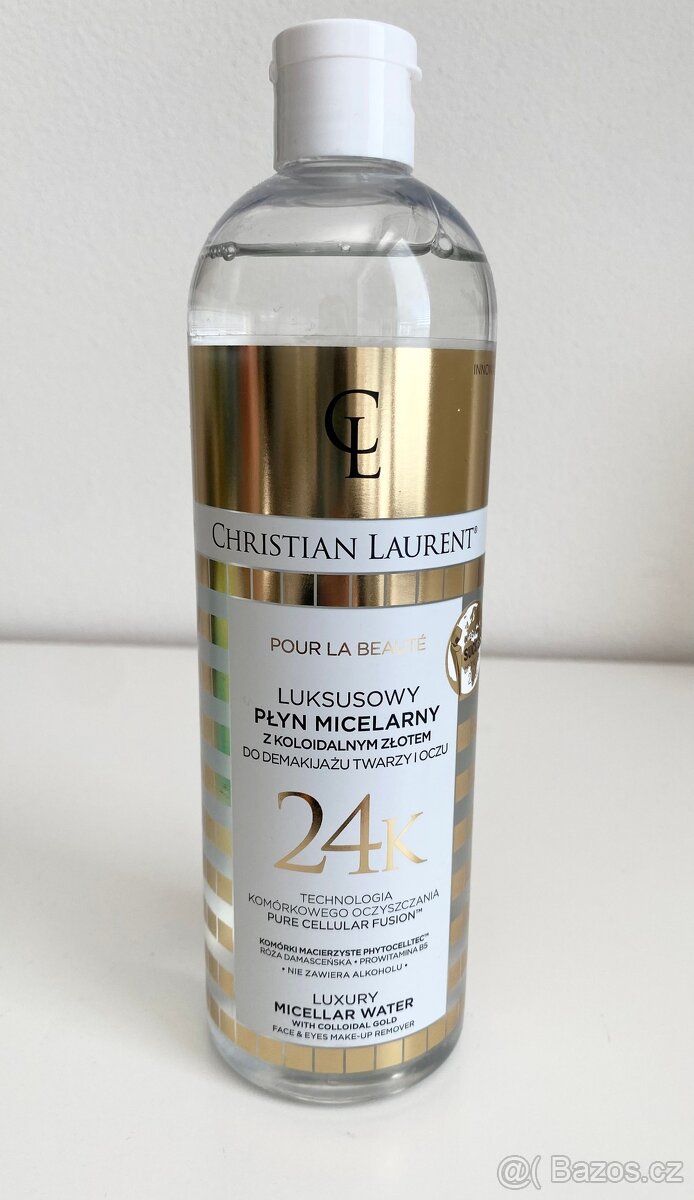 CL
CHRISTIAN LAURENT®
POUR LA BEAUTÉ
LUKSUSOWY
PŁYN MICELARNY
Z KOLOIDALNYM ZŁOTEM
DO DEMAKIJAŻU TWARZY I OCZU
24K
TECHNOLOGIA
KOMÓRKOWEGO OCZYSZCZANIA
PURE CELLULAR FUSION™
KOMÓRKI MACIERZYSTE PHYTOCELLTEC™
RÓŻA DAMASCEŃSKA • PROWITAMINA B5
• NIE ZAWIERA ALKOHOLU •
LUXURY
MICELLAR WATER
WITH COLLOIDAL GOLD
FACE & EYES MAKE-UP REMOVER
@( Bazos.cz